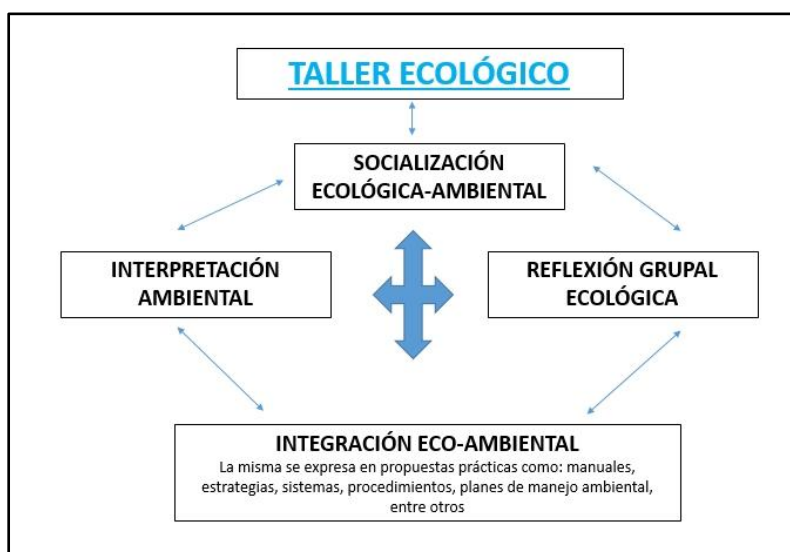 TALLER ECOLÓGICO
SOCIALIZACIÓN
ECOLÓGICA-AMBIENTAL
INTERPRETACIÓN
AMBIENTAL
REFLEXIÓN GRUPAL
ECOLÓGICA
INTEGRACIÓN ECO-AMBIENTAL
La misma se expresa en propuestas prácticas como: manuales,
estrategias, sistemas, procedimientos, planes de manejo ambiental,
entre otros